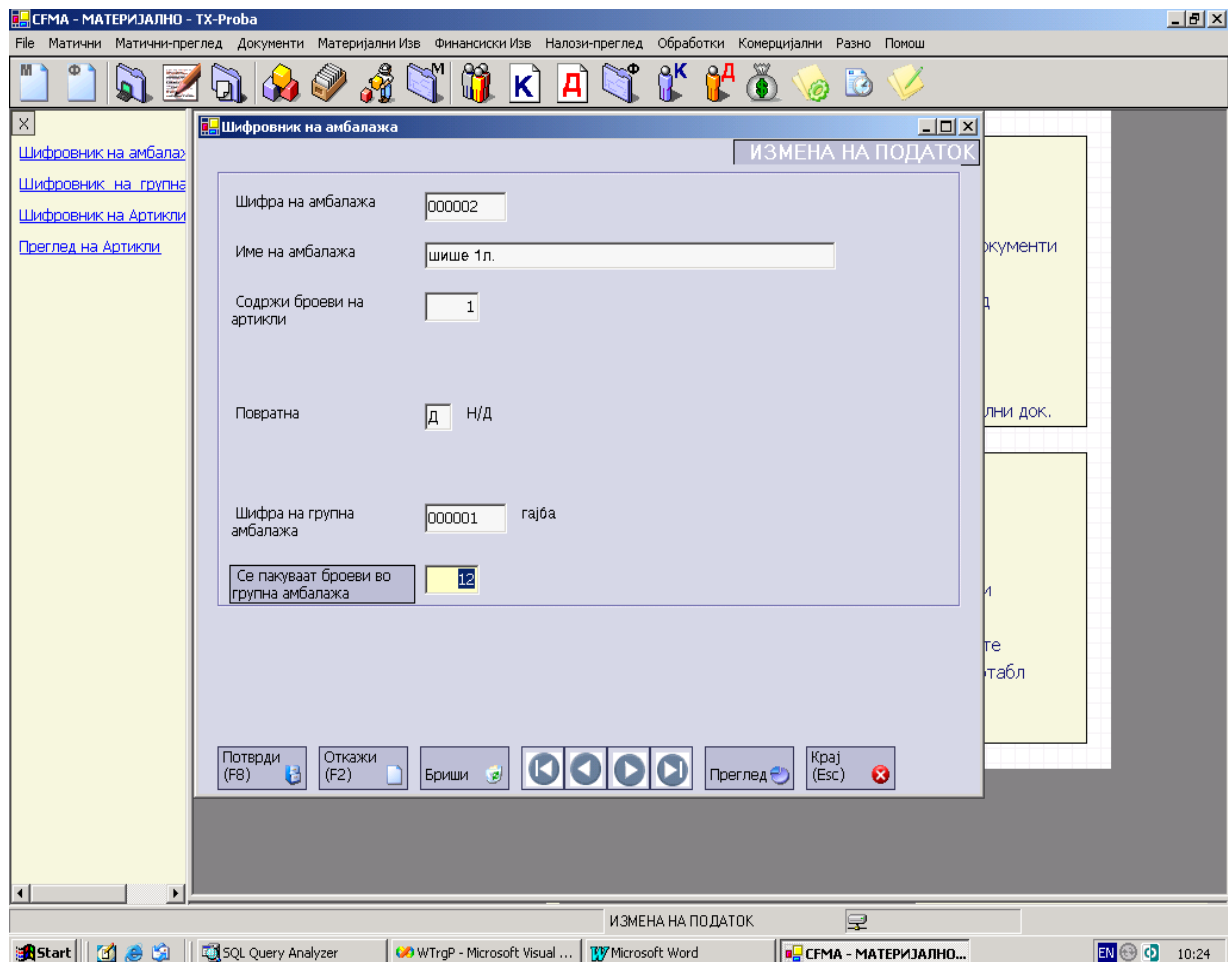 CFMA - МАТЕРИЈАЛНО - TX-Proba
File Матични Матични-преглед Документи Материјални Изв Финансиски Изв Налози-преглед Обработки Комерцијални Разно Помош
М Ф М К Д Ф К Д
X
Шифровник на амбалаж
Шифровник на групна
Шифровник на Артикли
Преглед на Артикли
Шифровник на амбалажа
ИЗМЕНА НА ПОДАТОК
Шифра на амбалажа 000002
Име на амбалажа шише 1л.
Содржи броеви на
артикли 1
Повратна Д Н/Д
Шифра на групна
амбалажа 000001 гајба
Се пакуваат броеви во
групна амбалажа 12
Потврди
(F8)
Откажи
(F2)
Бриши
Преглед
Крај
(Esc)
окументи
д
лни док.
и
те
табл
ИЗМЕНА НА ПОДАТОК
Start SQL Query Analyzer WTrgP - Microsoft Visual ... Microsoft Word CFMA - МАТЕРИЈАЛНО... EN 10:24